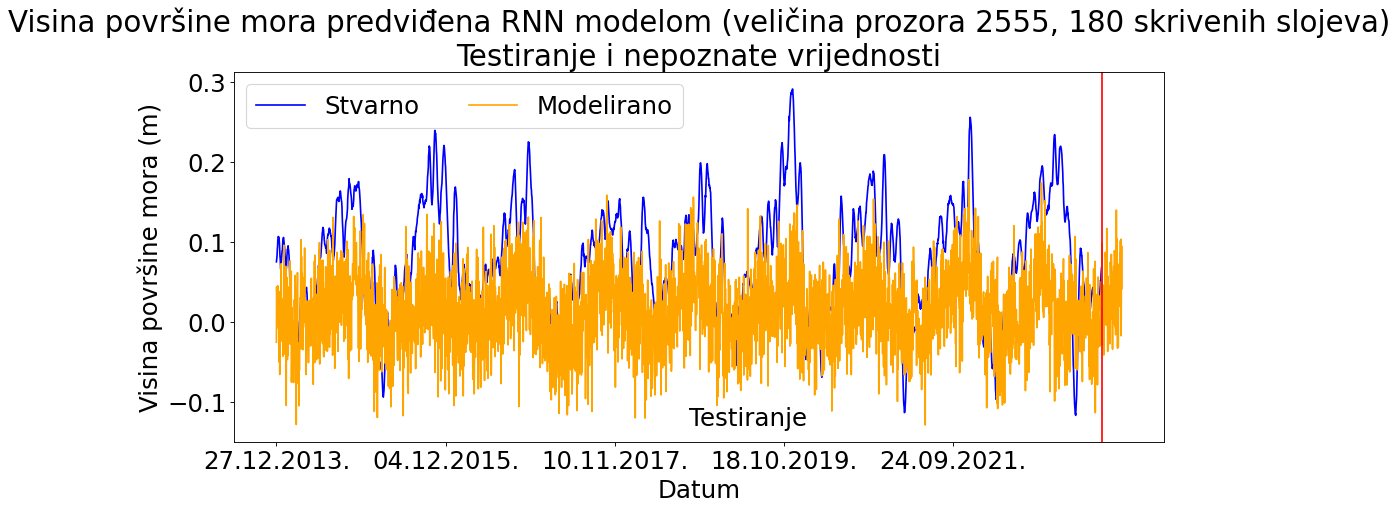 Visina površine mora predviđena RNN modelom (veličina prozora 2555, 180 skrivenih slojeva)
Testiranje i nepoznate vrijednosti
Stvarno Modelirano
Visina površine mora (m)
0.3
0.2
0.1
0.0
−0.1
Testiranje
27.12.2013. 04.12.2015. 10.11.2017. 18.10.2019. 24.09.2021.
Datum